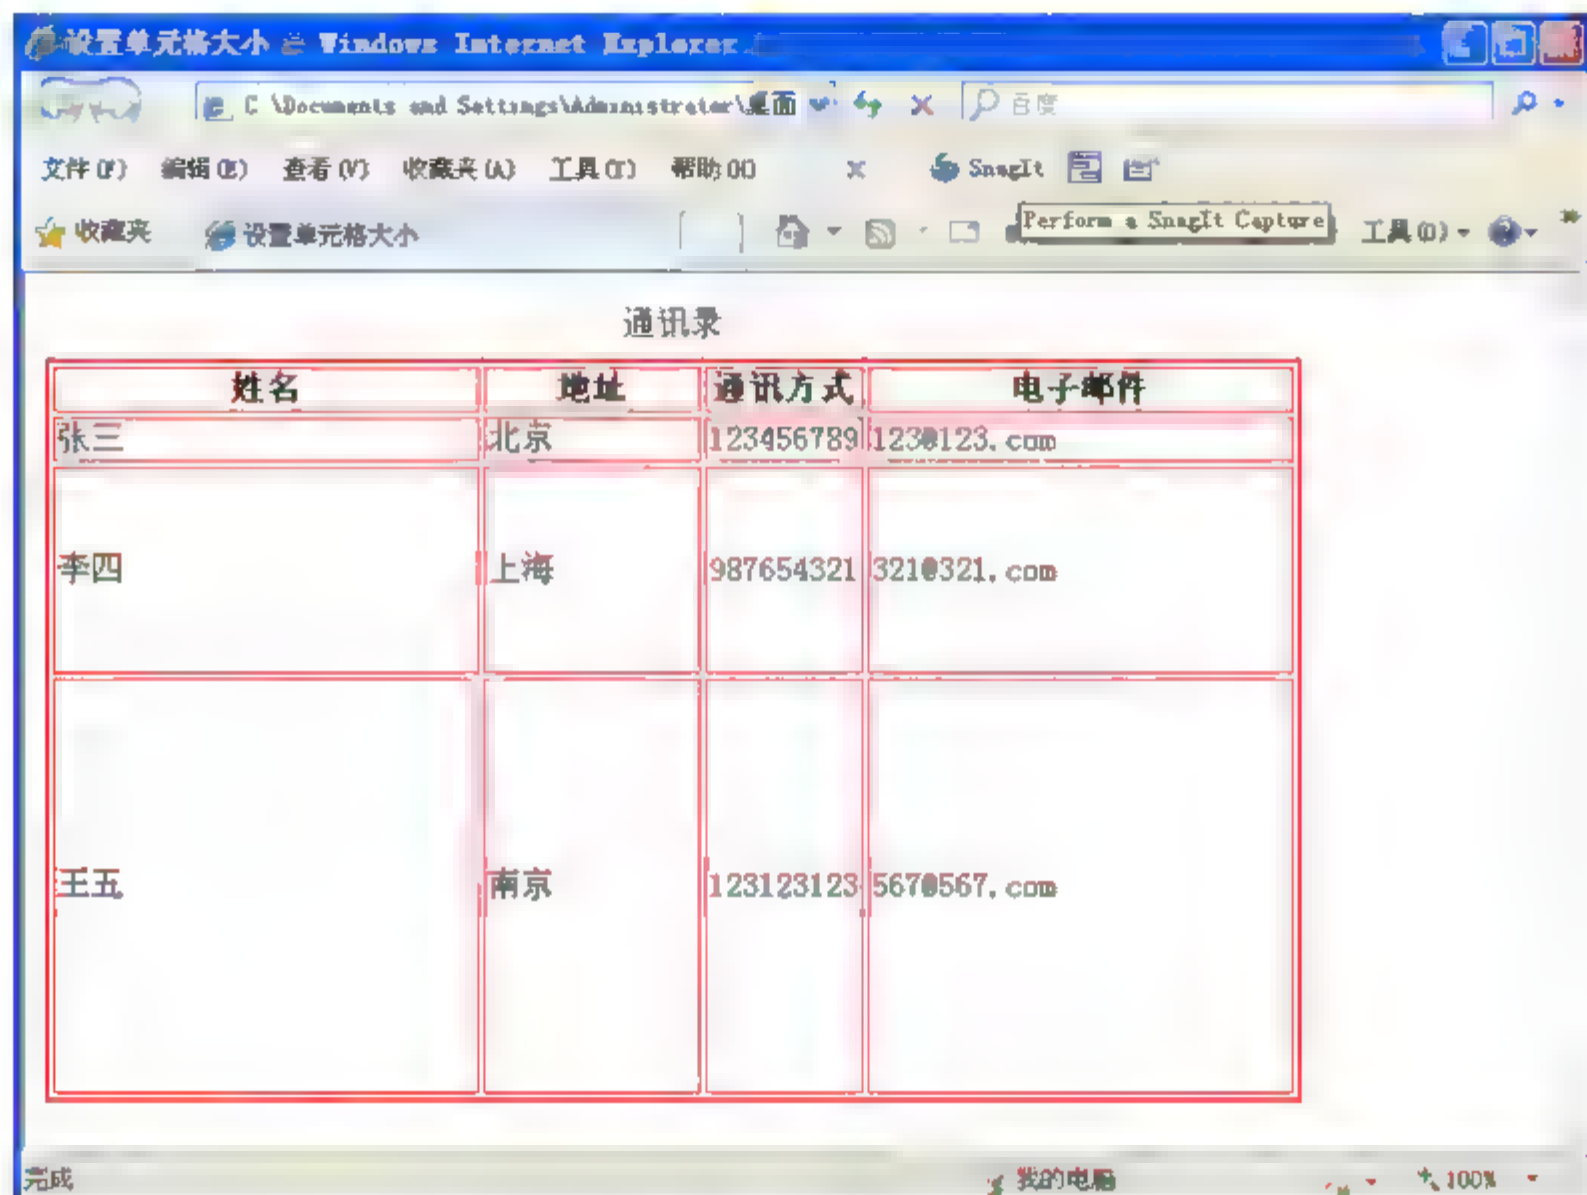 设置单元格大小 - Windows Internet Explorer
C:\Documents and Settings\Administrator\桌面 百度
文件(F) 编辑(E) 查看(V) 收藏夹(A) 工具(T) 帮助(H) SnagIt
收藏夹 设置单元格大小 Perform a SnagIt Capture 工具(O)
通讯录
姓名 地址 通讯方式 电子邮件
张三 北京 123456789 123@123.com
李四 上海 987654321 321@321.com
王五 南京 123123123 567@567.com
完成 我的电脑 100%